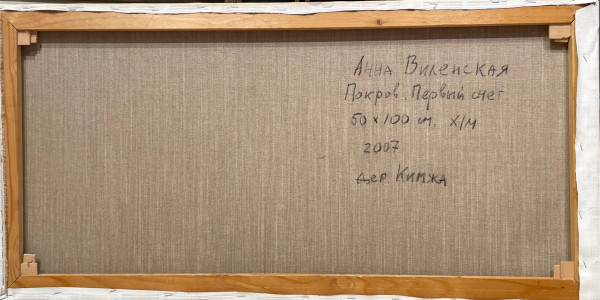 Анна Виленская
Покров. Первый снег
50 х 100 см, х/м
2007
дер. Кимжа